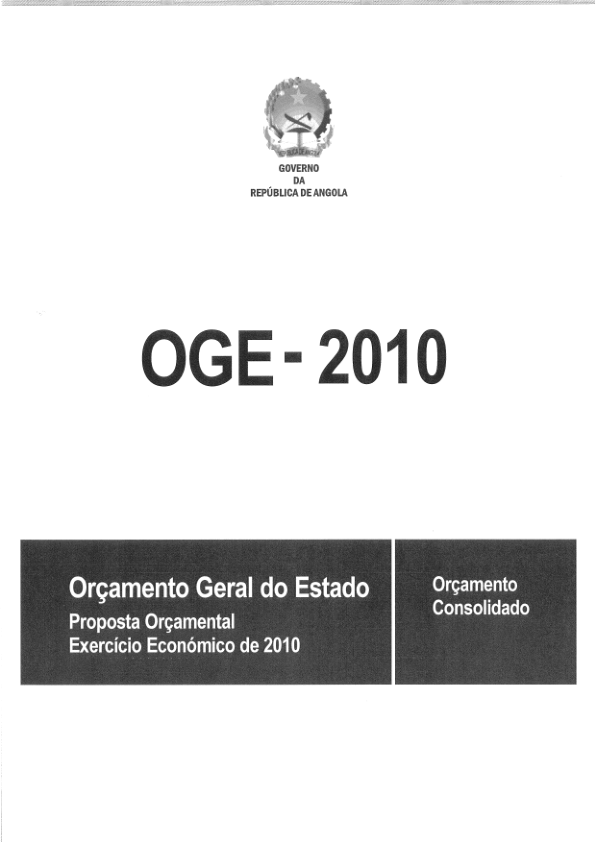 GOVERNO
DA
REPÚBLICA DE ANGOLA
OGE - 2010
Orçamento Geral do Estado
Proposta Orçamental
Exercício Económico de 2010
Orçamento
Consolidado